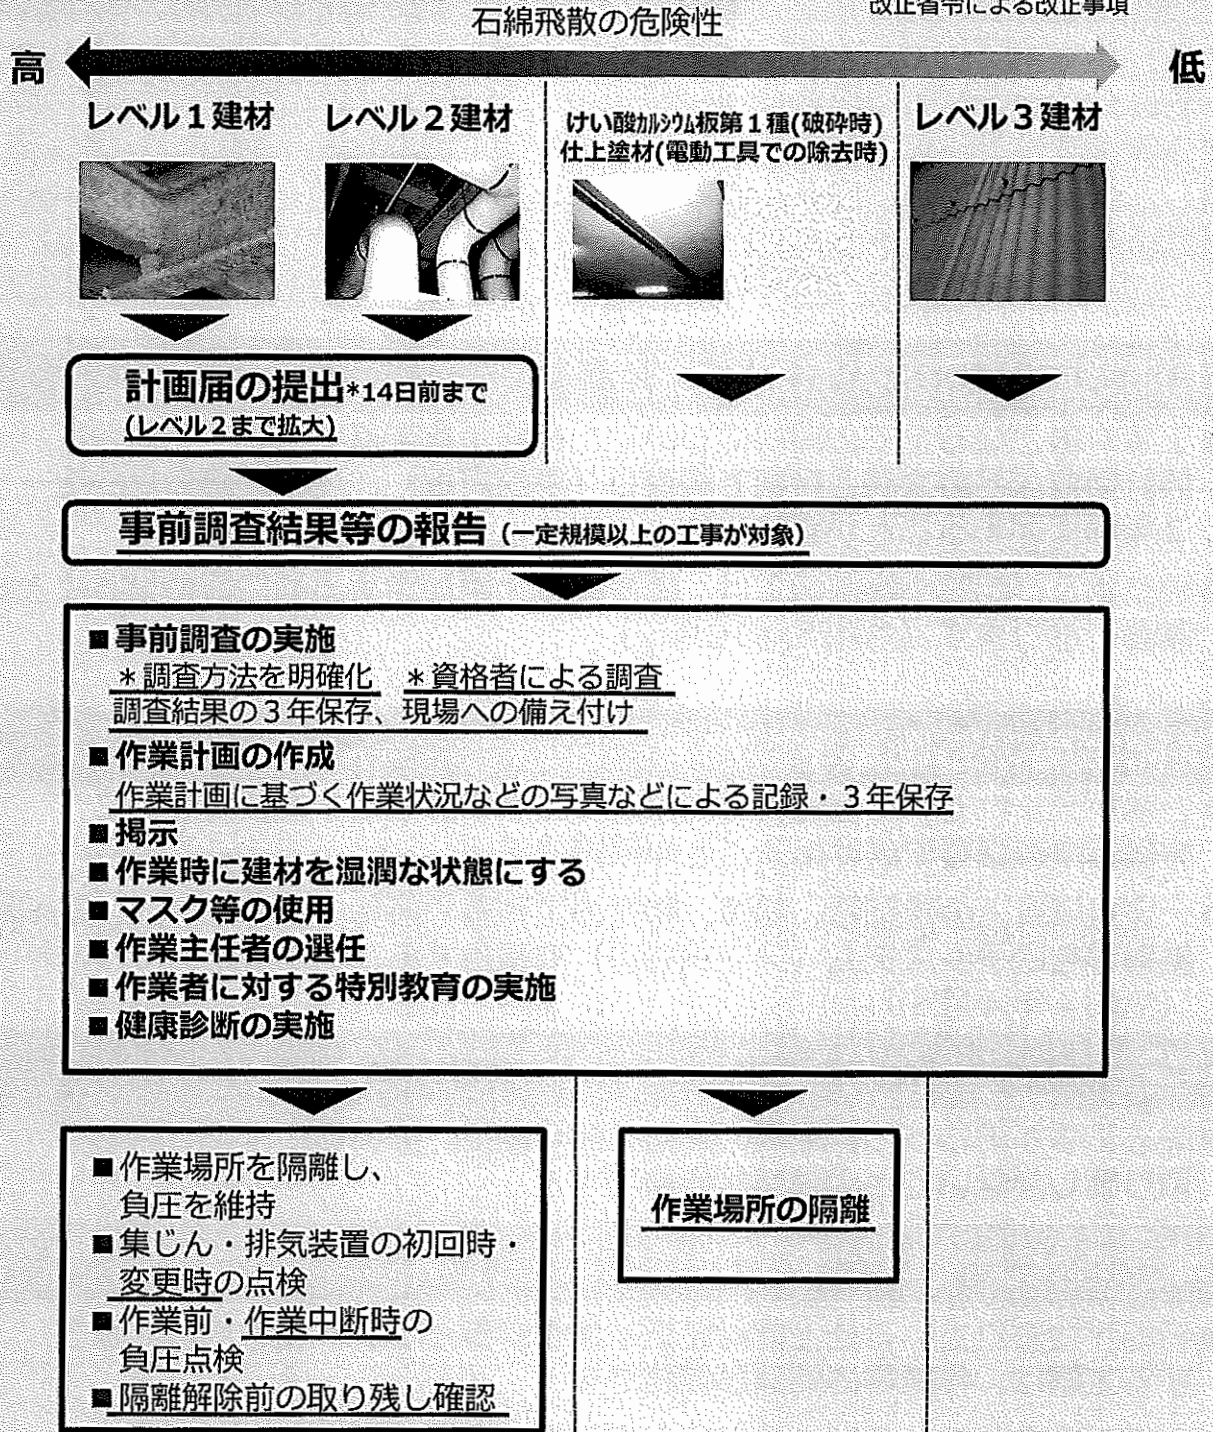 改正省令による改正事項
石綿飛散の危険性
高
低
レベル1建材
レベル2建材
けい酸カルシウム板第1種(破砕時)
仕上塗材(電動工具での除去時)
レベル3建材
計画届の提出*14日前まで
(レベル2まで拡大)
事前調査結果等の報告（一定規模以上の工事が対象）
■事前調査の実施
＊調査方法を明確化　＊資格者による調査
調査結果の３年保存、現場への備え付け
■作業計画の作成
作業計画に基づく作業状況などの写真などによる記録・３年保存
■掲示
■作業時に建材を湿潤な状態にする
■マスク等の使用
■作業主任者の選任
■作業者に対する特別教育の実施
■健康診断の実施
■作業場所を隔離し、
負圧を維持
■集じん・排気装置の初回時・
変更時の点検
■作業前・作業中断時の
負圧点検
■隔離解除前の取り残し確認
作業場所の隔離